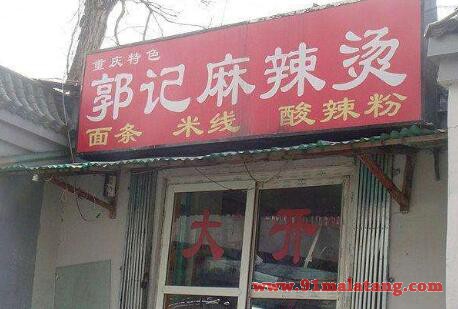 重庆特色
郭记麻辣烫
面条 米线 酸辣粉
大开
www.91malatang.com